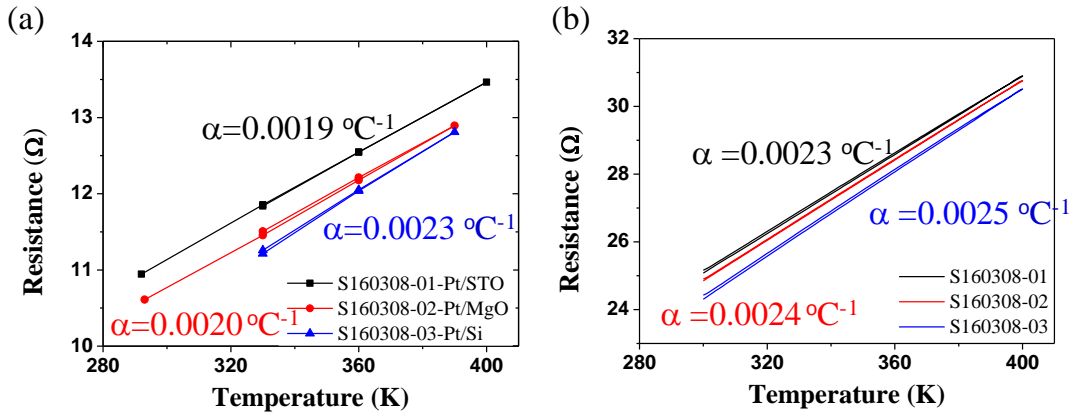 (a)
14
13
12
11
10
280
320
360
400
Resistance (Ω)
Temperature (K)
α=0.0019 ºC-1
α=0.0023 ºC-1
α=0.0020 ºC-1
S160308-01-Pt/STO
S160308-02-Pt/MgO
S160308-03-Pt/Si
(b)
32
30
28
26
24
280
320
360
400
Resistance (Ω)
Temperature (K)
α =0.0023 ºC-1
α =0.0025 ºC-1
α =0.0024 ºC-1
S160308-01
S160308-02
S160308-03